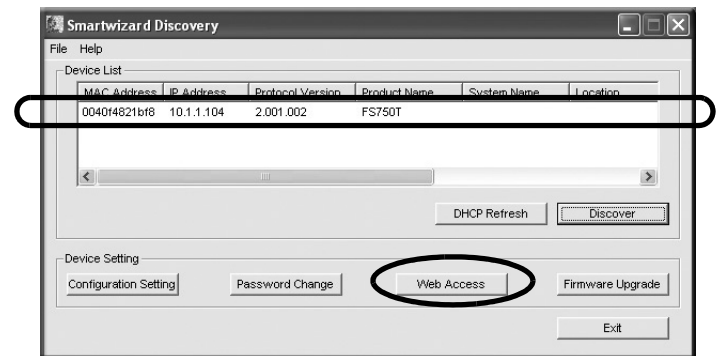 Smartwizard Discovery
File Help
Device List
MAC Address IP Address Protocol Version Product Name System Name Location
0040f4821bf8 10.1.1.104 2.001.002 FS750T
DHCP Refresh Discover
Device Setting
Configuration Setting Password Change Web Access Firmware Upgrade
Exit